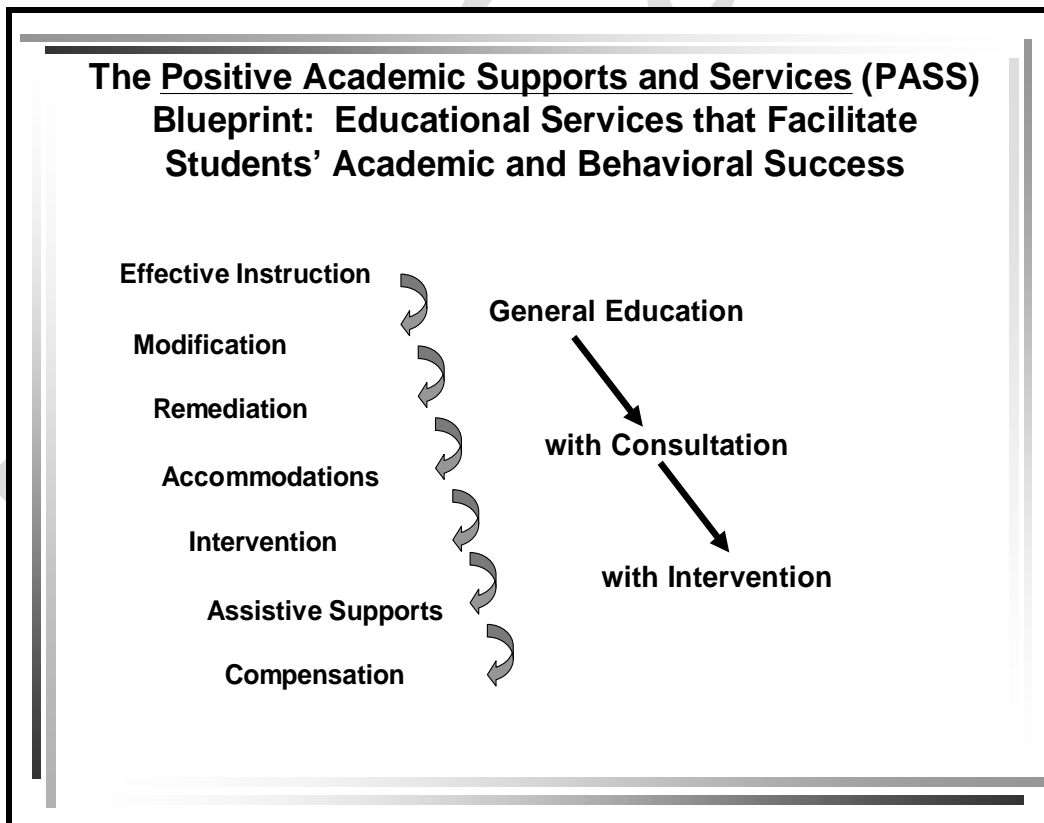 The Positive Academic Supports and Services (PASS)
Blueprint: Educational Services that Facilitate
Students’ Academic and Behavioral Success
Effective Instruction
Modification
Remediation
Accommodations
Intervention
Assistive Supports
Compensation
General Education
with Consultation
with Intervention